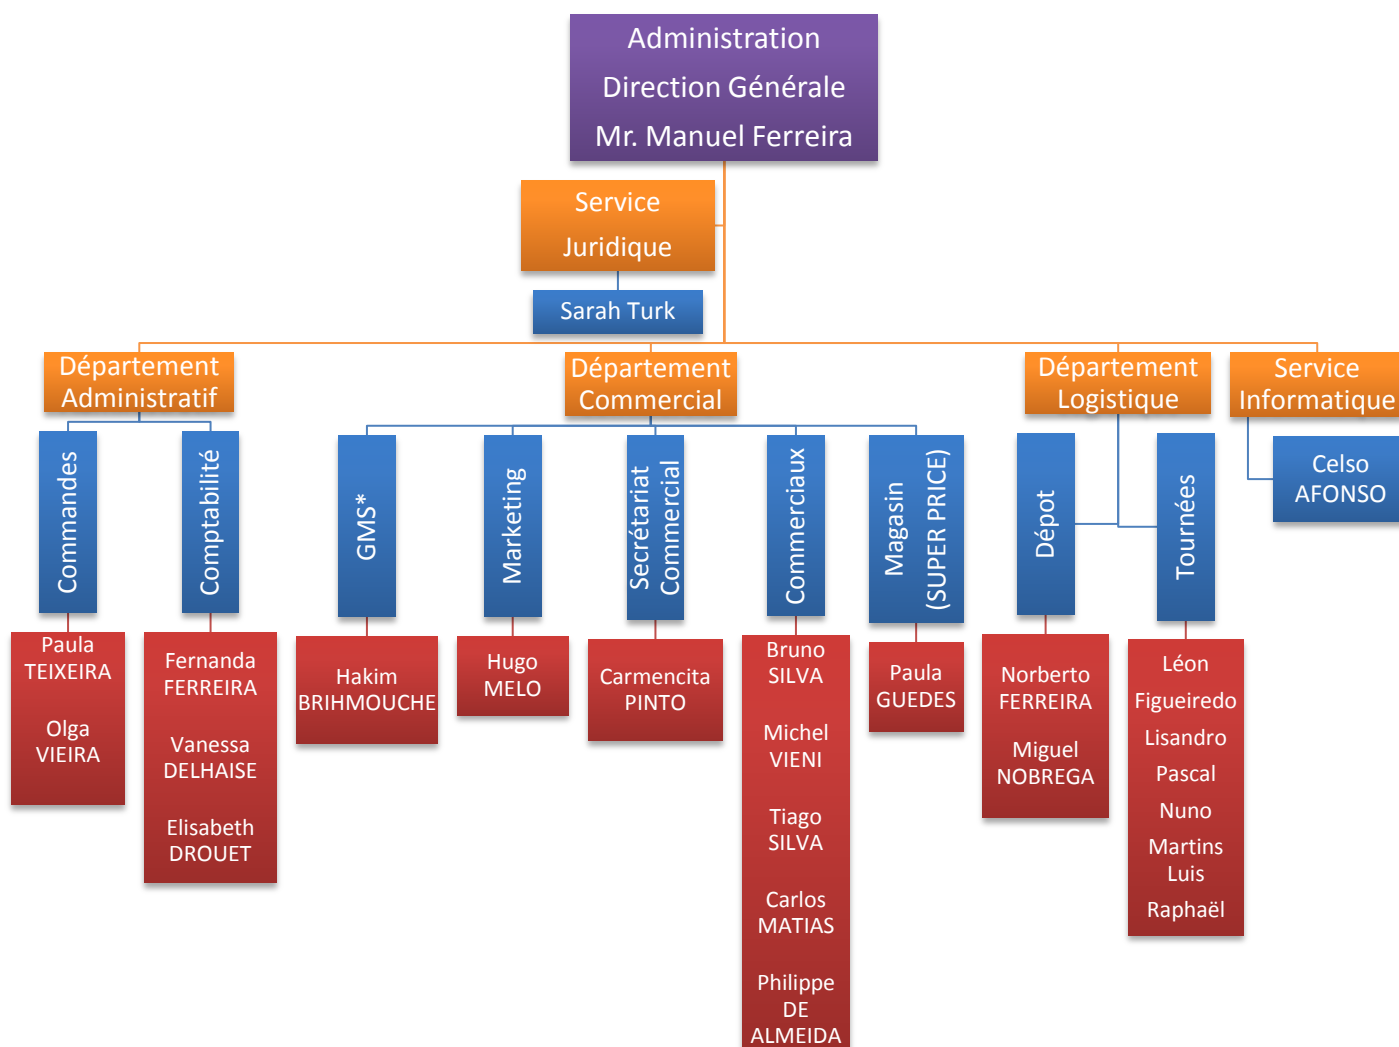 Administration
Direction Générale
Mr. Manuel Ferreira
Service
Juridique
Sarah Turk
Département
Administratif
Département
Commercial
Département
Logistique
Service
Informatique
Commandes
Comptabilité
GMS*
Marketing
Secrétariat
Commercial
Commerciaux
Magasin
(SUPER PRICE)
Dépot
Tournées
Celso
AFONSO
Paula
TEIXEIRA
Olga
VIEIRA
Fernanda
FERREIRA
Vanessa
DELHAISE
Elisabeth
DROUET
Hakim
BRIHMOUCHE
Hugo
MELO
Carmencita
PINTO
Bruno
SILVA
Michel
VIENI
Tiago
SILVA
Carlos
MATIAS
Philippe
DE
ALMEIDA
Paula
GUEDES
Norberto
FERREIRA
Miguel
NOBREGA
Léon
Figueiredo
Lisandro
Pascal
Nuno
Martins
Luis
Raphaël